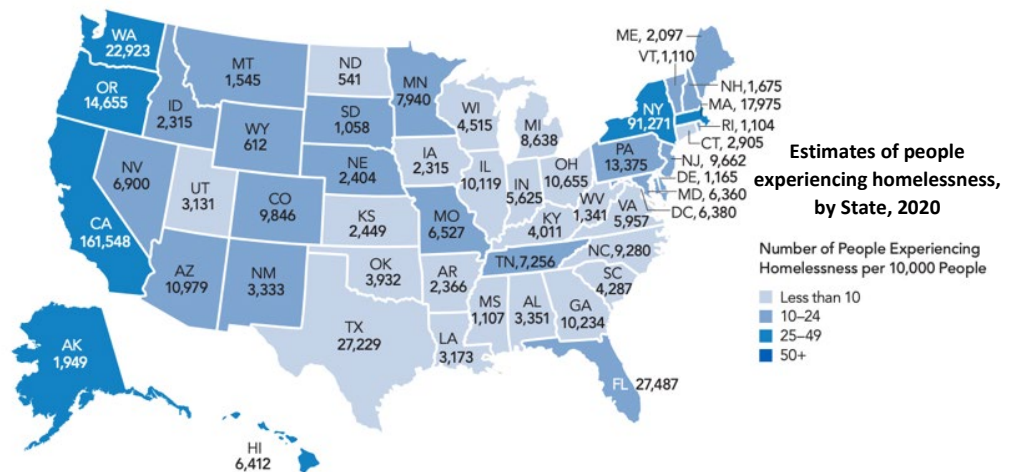 WA
22,923
OR
14,655
CA
161,548
NV
6,900
ID
2,315
MT
1,545
WY
612
UT
3,131
AZ
10,979
CO
9,846
NM
3,333
ND
541
SD
1,058
NE
2,404
KS
2,449
OK
3,932
TX
27,229
MN
7,940
IA
2,315
MO
6,527
AR
2,366
LA
3,173
WI
4,515
IL
10,119
MI
8,638
IN
5,625
OH
10,655
KY
4,011
TN, 7,256
MS
1,107
AL
3,351
GA
10,234
FL 27,487
SC
4,287
NC, 9,280
VA
5,957
WV
1,341
PA
13,375
NY
91,271
ME, 2,097
VT, 1,110
NH, 1,675
MA, 17,975
RI, 1,104
CT, 2,905
NJ, 9,662
DE, 1,165
MD, 6,360
DC, 6,380
AK
1,949
HI
6,412
Estimates of people
experiencing homelessness,
by State, 2020
Number of People Experiencing
Homelessness per 10,000 People
Less than 10
10–24
25–49
50+